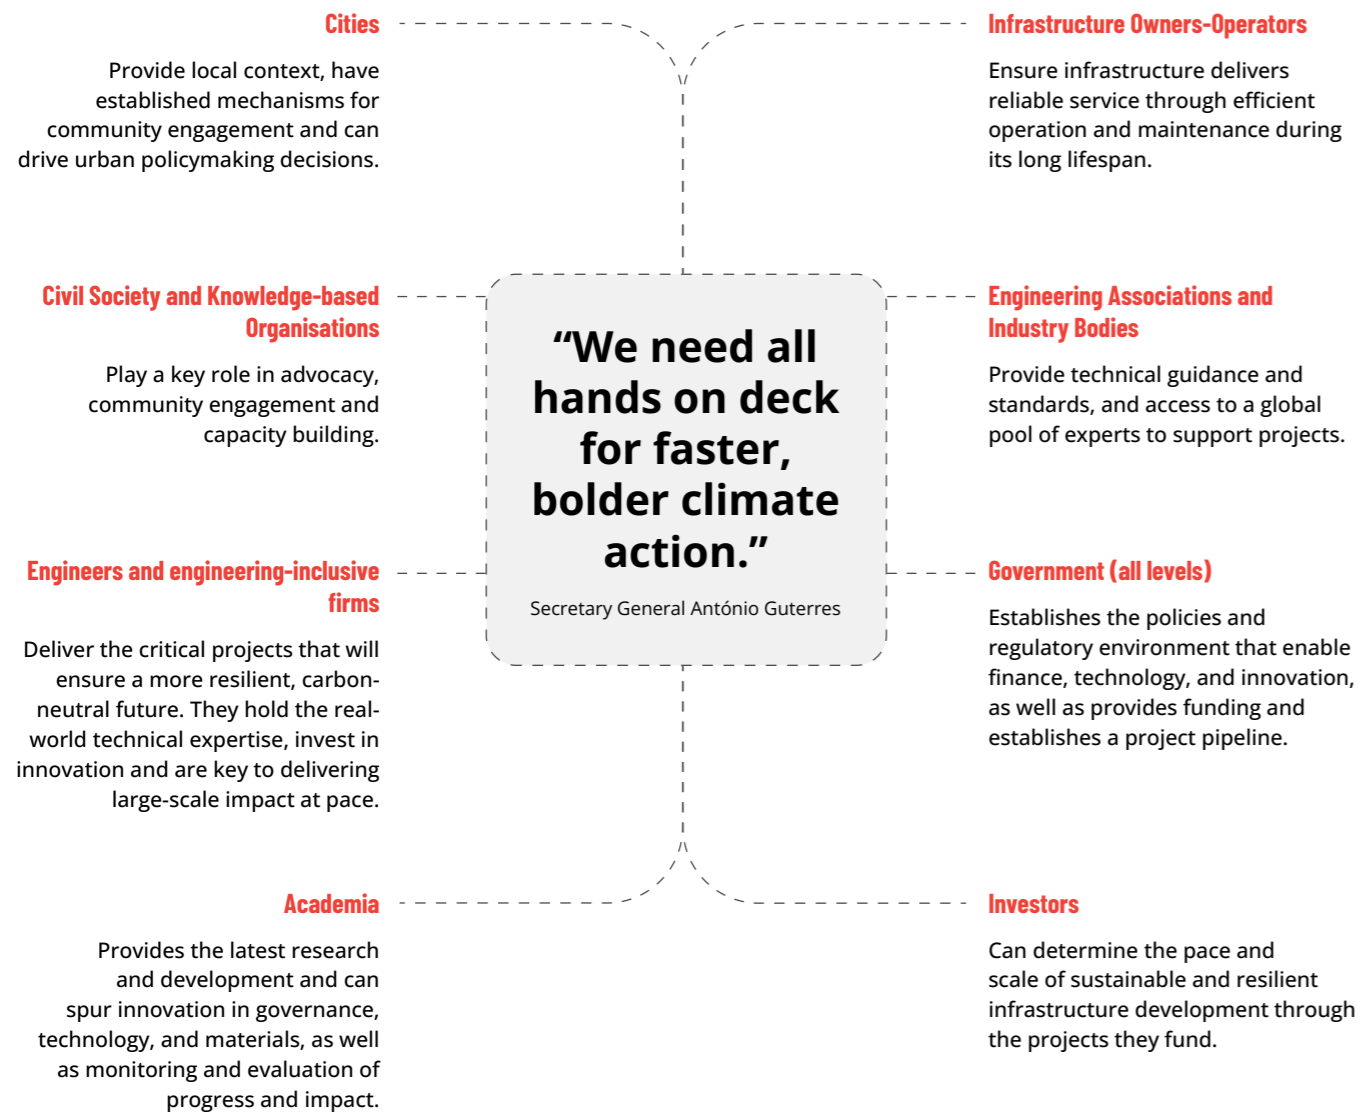 Cities
Provide local context, have
established mechanisms for
community engagement and can
drive urban policymaking decisions.
Infrastructure Owners-Operators
Ensure infrastructure delivers
reliable service through efficient
operation and maintenance during
its long lifespan.
Civil Society and Knowledge-based
Organisations
Play a key role in advocacy,
community engagement and
capacity building.
“We need all
hands on deck
for faster,
bolder climate
action.”
Secretary General António Guterres
Engineering Associations and
Industry Bodies
Provide technical guidance and
standards, and access to a global
pool of experts to support projects.
Engineers and engineering-inclusive
firms
Deliver the critical projects that will
ensure a more resilient, carbon-
neutral future. They hold the real-
world technical expertise, invest in
innovation and are key to delivering
large-scale impact at pace.
Government (all levels)
Establishes the policies and
regulatory environment that enable
finance, technology, and innovation,
as well as provides funding and
establishes a project pipeline.
Academia
Provides the latest research
and development and can
spur innovation in governance,
technology, and materials, as well
as monitoring and evaluation of
progress and impact.
Investors
Can determine the pace and
scale of sustainable and resilient
infrastructure development through
the projects they fund.